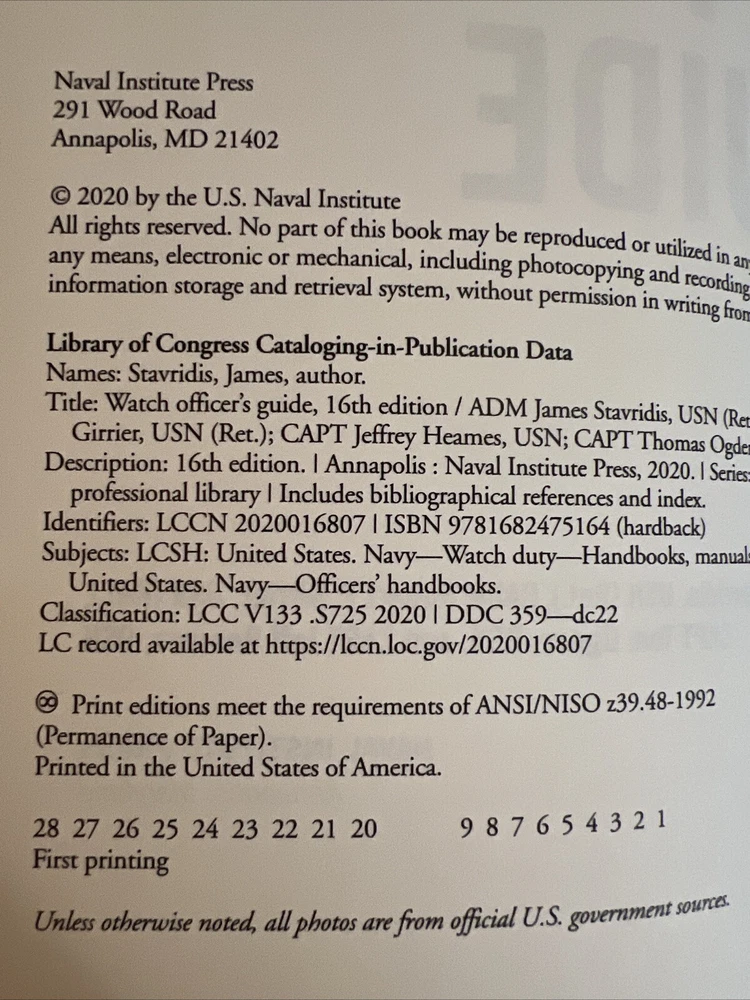 Naval Institute Press
291 Wood Road
Annapolis, MD 21402
© 2020 by the U.S. Naval Institute
All rights reserved. No part of this book may be reproduced or utilized in
any means, electronic or mechanical, including photocopying and recording
information storage and retrieval system, without permission in writing from
Library of Congress Cataloging-in-Publication Data
Names: Stavridis, James, author.
Title: Watch officer's guide, 16th edition / ADM James Stavridis, USN (Ret
Girrier, USN (Ret.); CAPT Jeffrey Heames, USN; CAPT Thomas Ogden
Description: 16th edition. | Annapolis : Naval Institute Press, 2020. | Series:
professional library | Includes bibliographical references and index.
Identifiers: LCCN 2020016807 | ISBN 9781682475164 (hardback)
Subjects: LCSH: United States. Navy—Watch duty—Handbooks, manuals
United States. Navy—Officers' handbooks.
Classification: LCC V133 .S725 2020 | DDC 359—dc22
LC record available at https://lccn.loc.gov/2020016807
♾ Print editions meet the requirements of ANSI/NISO z39.48-1992
(Permanence of Paper).
Printed in the United States of America.
28 27 26 25 24 23 22 21 20 9 8 7 6 5 4 3 2 1
First printing
Unless otherwise noted, all photos are from official U.S. government sources.